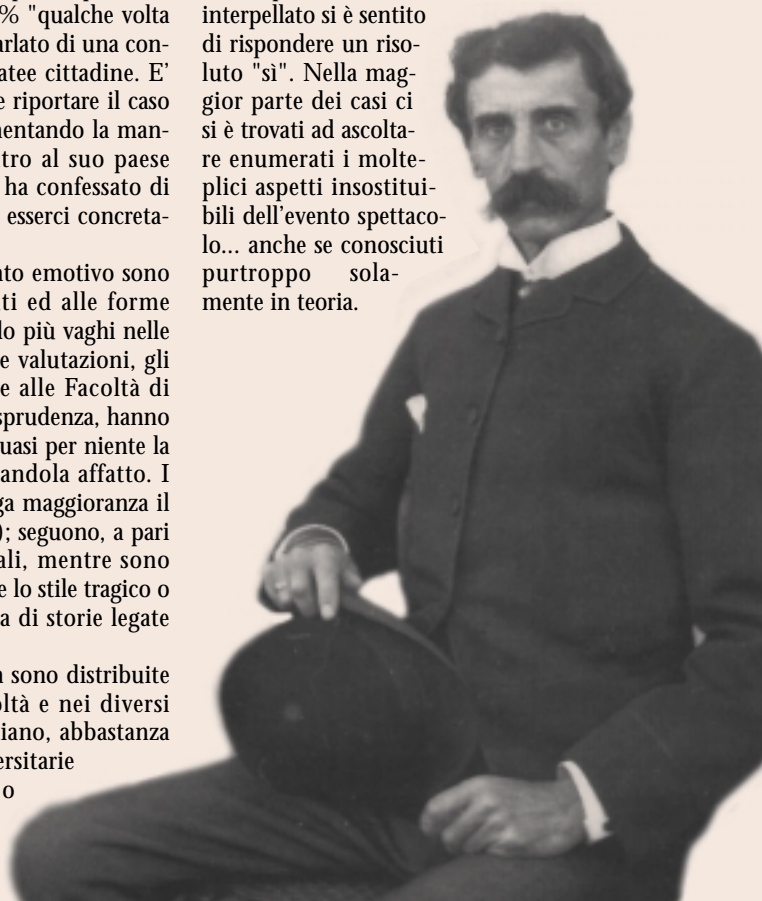 % "qualche volta
arlato di una con-
atee cittadine. E'
e riportare il caso
nentando la man-
tro al suo paese
ha confessato di
esserci concreta-
ato emotivo sono
ti ed alle forme
lo più vaghi nelle
e valutazioni, gli
e alle Facoltà di
sprudenza, hanno
uasi per niente la
andola affatto. I
ga maggioranza il
); seguono, a pari
ali, mentre sono
e lo stile tragico o
a di storie legate
sono distribuite
oltà e nei diversi
iano, abbastanza
ersitarie
o
interpellato si è sentito
di rispondere un riso-
luto "sì". Nella mag-
gior parte dei casi ci
si è trovati ad ascolta-
re enumerati i molte-
plici aspetti insostitui-
bili dell'evento spettaco-
lo... anche se conosciuti
purtroppo sola-
mente in teoria.